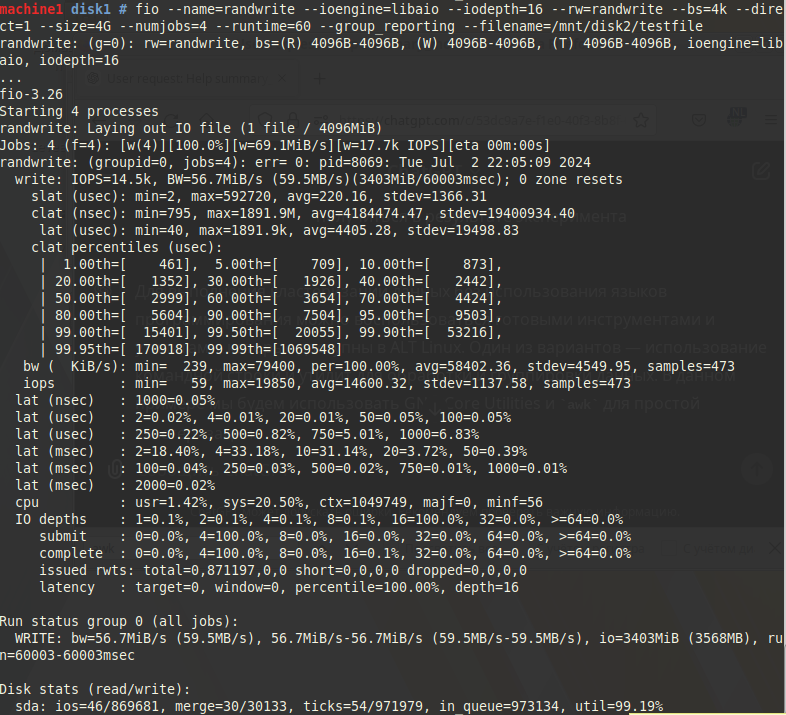 machine1 disk1 # fio --name=randwrite --ioengine=libaio --iodepth=16 --rw=randwrite --bs=4k --dire
ct=1 --size=4G --numjobs=4 --runtime=60 --group_reporting --filename=/mnt/disk2/testfile
randwrite: (g=0): rw=randwrite, bs=(R) 4096B-4096B, (W) 4096B-4096B, (T) 4096B-4096B, ioengine=lib
aio, iodepth=16
...
fio-3.26
Starting 4 processes
randwrite: Laying out IO file (1 file / 4096MiB)
Jobs: 4 (f=4): [w(4)][100.0%][w=69.1MiB/s][w=17.7k IOPS][eta 00m:00s]
randwrite: (groupid=0, jobs=4): err= 0: pid=8069: Tue Jul  2 22:05:09 2024
  write: IOPS=14.5k, BW=56.7MiB/s (59.5MB/s)(3403MiB/60003msec); 0 zone resets
    slat (usec): min=2, max=592720, avg=220.16, stdev=1366.31
    clat (nsec): min=795, max=1891.9M, avg=4184474.47, stdev=19400934.40
     lat (usec): min=40, max=1891.9k, avg=4405.28, stdev=19498.83
    clat percentiles (usec):
     |  1.00th=[    461],  5.00th=[    709], 10.00th=[    873],
     | 20.00th=[   1352], 30.00th=[   1926], 40.00th=[   2442],
     | 50.00th=[   2999], 60.00th=[   3654], 70.00th=[   4424],
     | 80.00th=[   5604], 90.00th=[   7504], 95.00th=[   9503],
     | 99.00th=[  15401], 99.50th=[  20055], 99.90th=[  53216],
     | 99.95th=[ 170918], 99.99th=[1069548]
   bw (  KiB/s): min=  239, max=79400, per=100.00%, avg=58402.36, stdev=4549.95, samples=473
   iops        : min=   59, max=19850, avg=14600.32, stdev=1137.58, samples=473
  lat (nsec)   : 1000=0.05%
  lat (usec)   : 2=0.02%, 4=0.01%, 20=0.01%, 50=0.05%, 100=0.05%
  lat (usec)   : 250=0.22%, 500=0.82%, 750=5.01%, 1000=6.83%
  lat (msec)   : 2=18.40%, 4=33.18%, 10=31.14%, 20=3.72%, 50=0.39%
  lat (msec)   : 100=0.04%, 250=0.03%, 500=0.02%, 750=0.01%, 1000=0.01%
  lat (msec)   : 2000=0.02%
  cpu          : usr=1.42%, sys=20.50%, ctx=1049749, majf=0, minf=56
  IO depths    : 1=0.1%, 2=0.1%, 4=0.1%, 8=0.1%, 16=100.0%, 32=0.0%, >=64=0.0%
     submit    : 0=0.0%, 4=100.0%, 8=0.0%, 16=0.0%, 32=0.0%, 64=0.0%, >=64=0.0%
     complete  : 0=0.0%, 4=100.0%, 8=0.0%, 16=0.1%, 32=0.0%, 64=0.0%, >=64=0.0%
     issued rwts: total=0,871197,0,0 short=0,0,0,0 dropped=0,0,0,0
     latency   : target=0, window=0, percentile=100.00%, depth=16

Run status group 0 (all jobs):
  WRITE: bw=56.7MiB/s (59.5MB/s), 56.7MiB/s-56.7MiB/s (59.5MB/s-59.5MB/s), io=3403MiB (3568MB), ru
n=60003-60003msec

Disk stats (read/write):
  sda: ios=46/869681, merge=30/30133, ticks=54/971979, in_queue=973134, util=99.19%